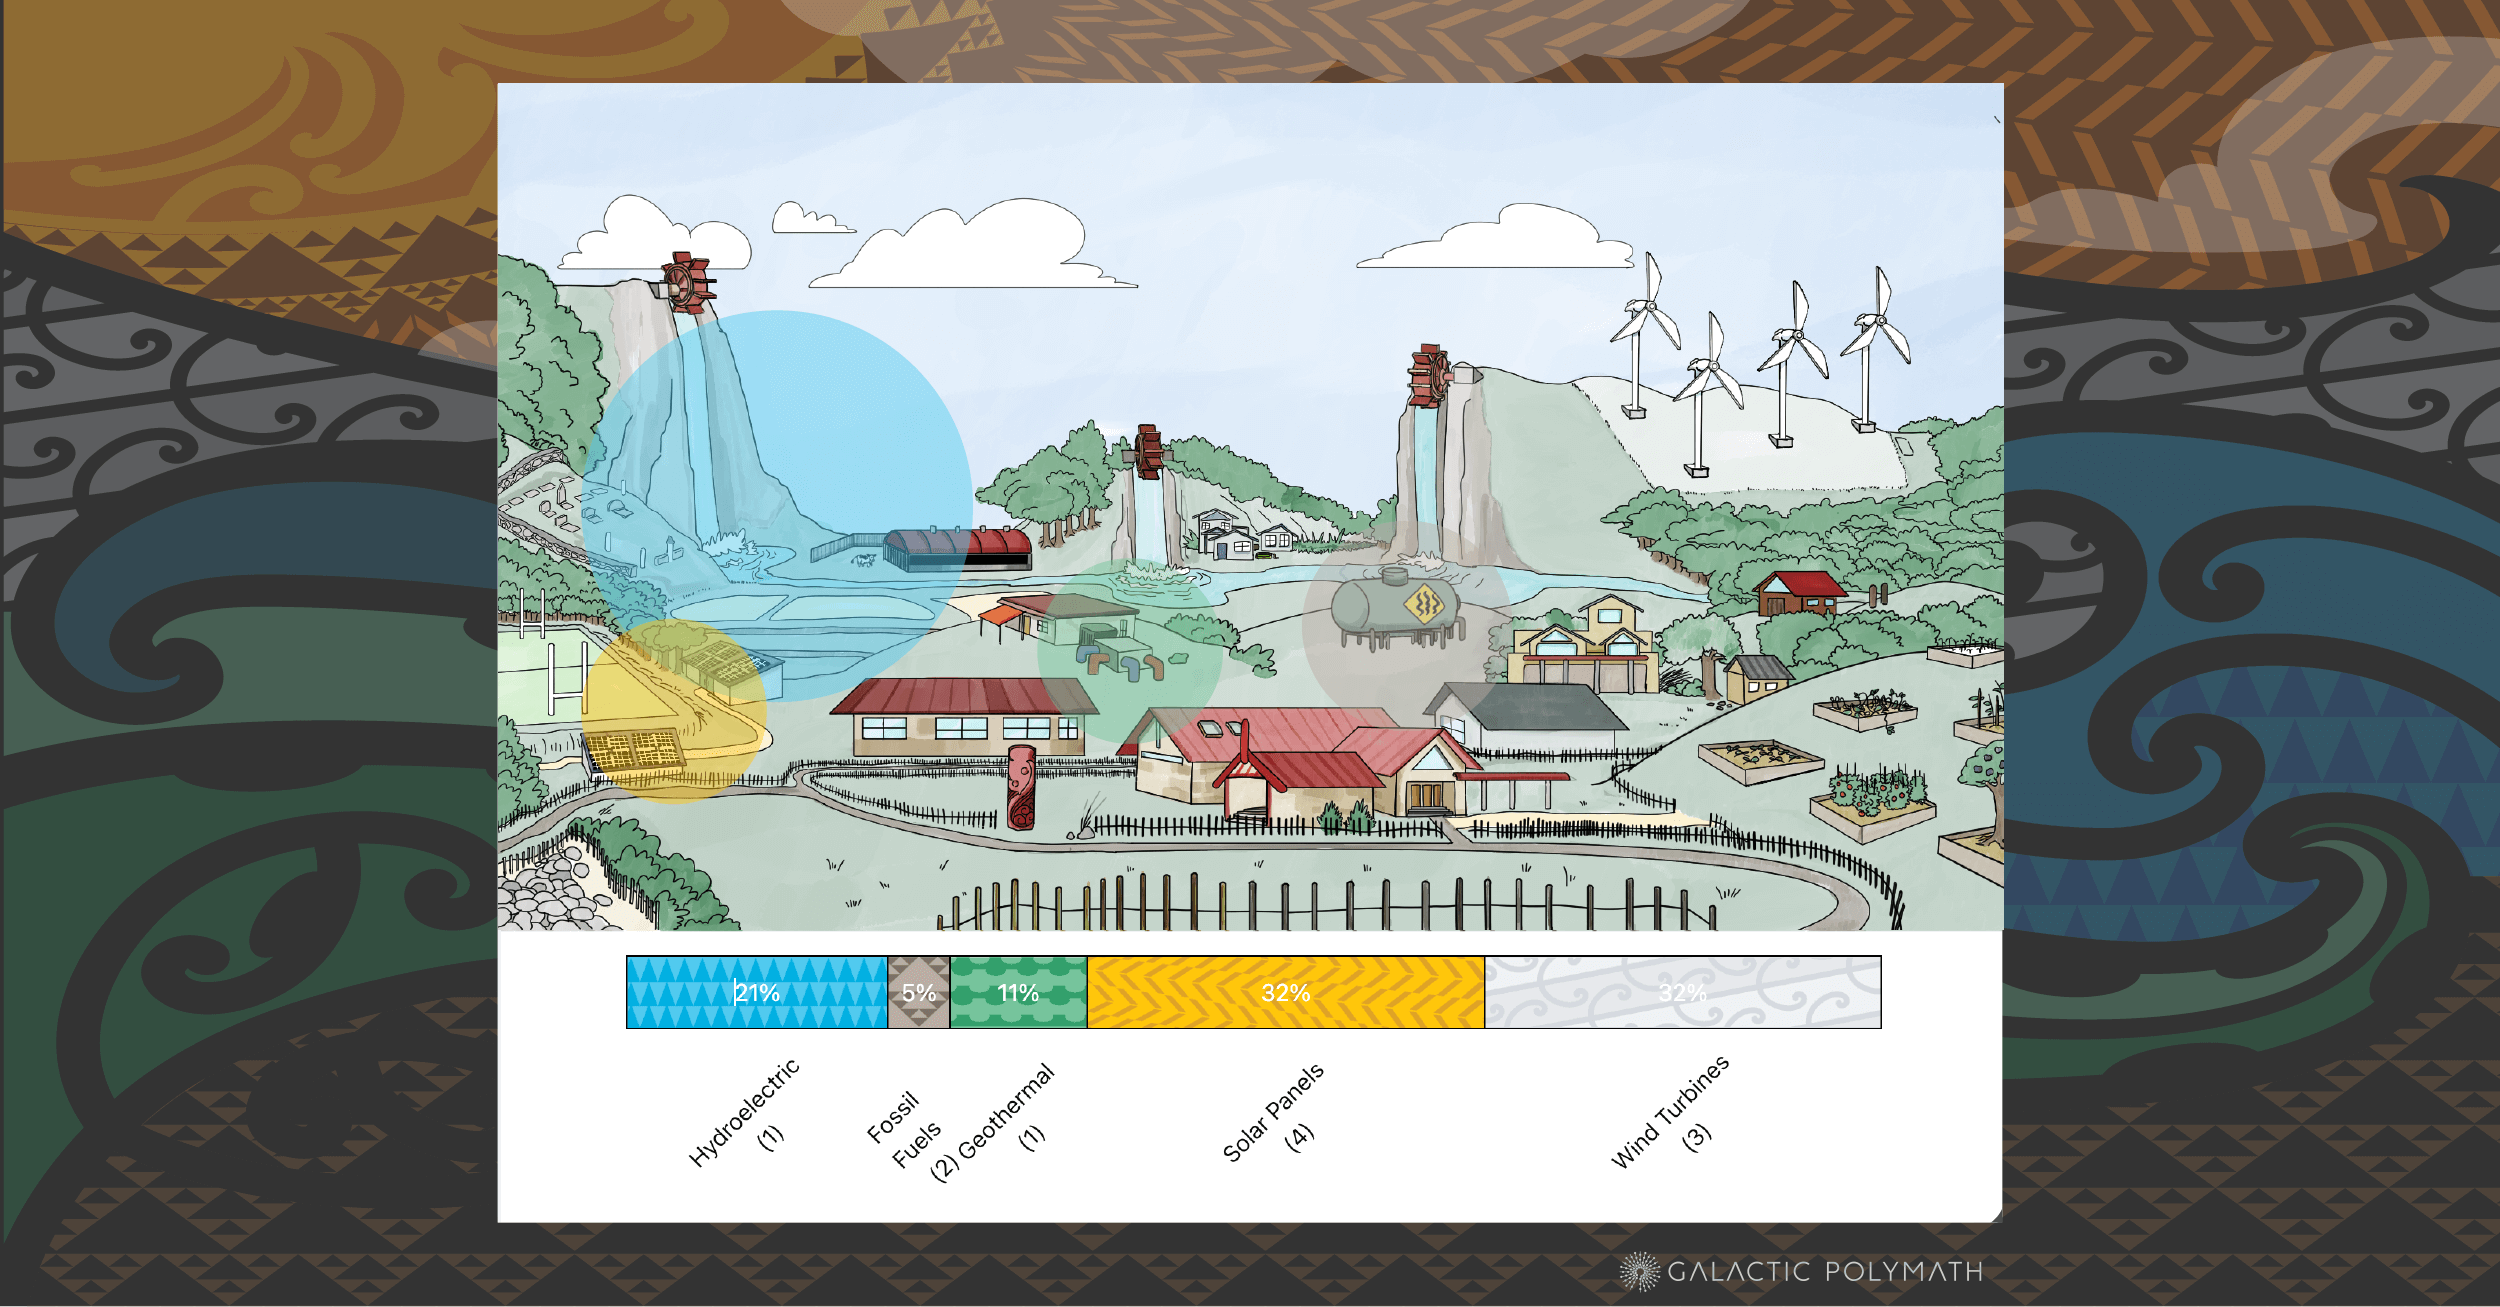 21%
5%
11%
32%
32%
Hydroelectric
(1)
Fossil
Fuels
(2)
Geothermal
(1)
Solar Panels
(4)
Wind Turbines
(3)
GALACTIC POLYMATH